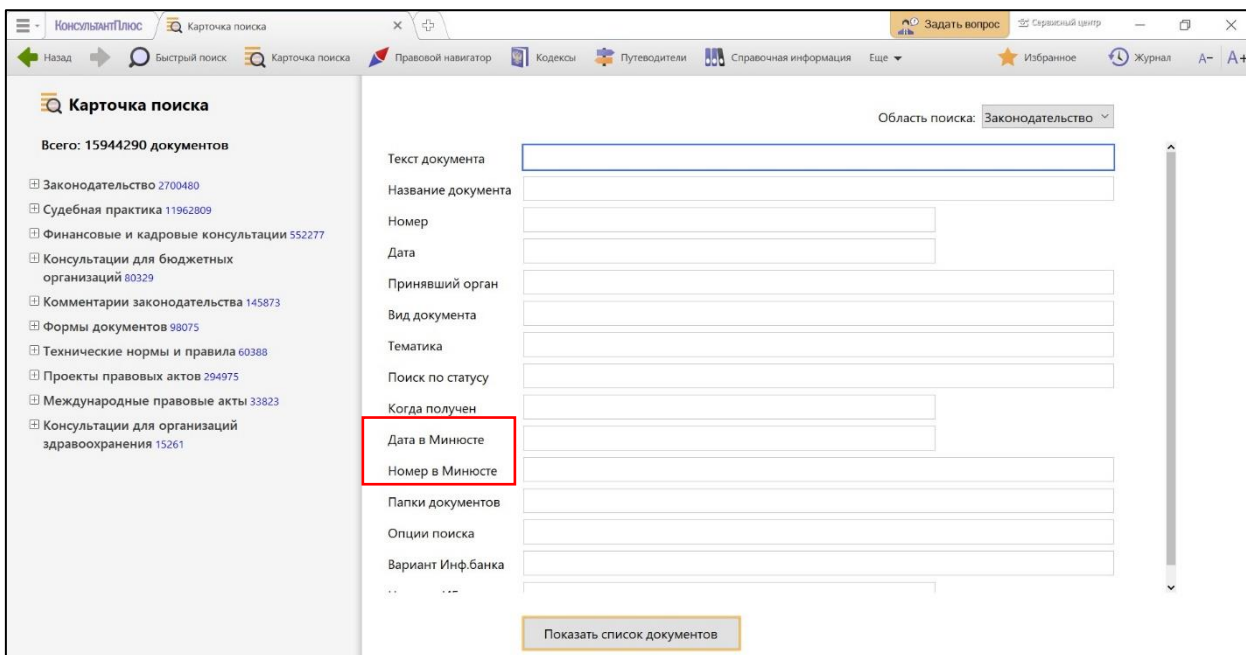 КонсультантПлюс
Карточка поиска
Задать вопрос
Сервисный центр
Назад
Быстрый поиск
Карточка поиска
Правовой навигатор
Кодексы
Путеводители
Справочная информация
Еще
Избранное
Журнал
A− A+
Карточка поиска
Всего: 15944290 документов
Законодательство 2700480
Судебная практика 11962809
Финансовые и кадровые консультации 552277
Консультации для бюджетных
организаций 80329
Комментарии законодательства 145873
Формы документов 98075
Технические нормы и правила 60388
Проекты правовых актов 294975
Международные правовые акты 33823
Консультации для организаций
здравоохранения 15261
Область поиска: Законодательство
Текст документа
Название документа
Номер
Дата
Принявший орган
Вид документа
Тематика
Поиск по статусу
Когда получен
Дата в Минюсте
Номер в Минюсте
Папки документов
Опции поиска
Вариант Инф.банка
Показать список документов